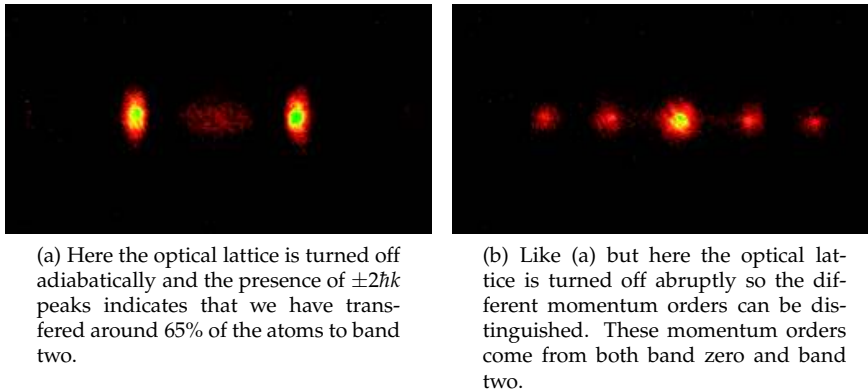 (a) Here the optical lattice is turned off
adiabatically and the presence of ±2ℏk
peaks indicates that we have trans-
fered around 65% of the atoms to band
two.
(b) Like (a) but here the optical lat-
tice is turned off abruptly so the dif-
ferent momentum orders can be dis-
tinguished. These momentum orders
come from both band zero and band
two.